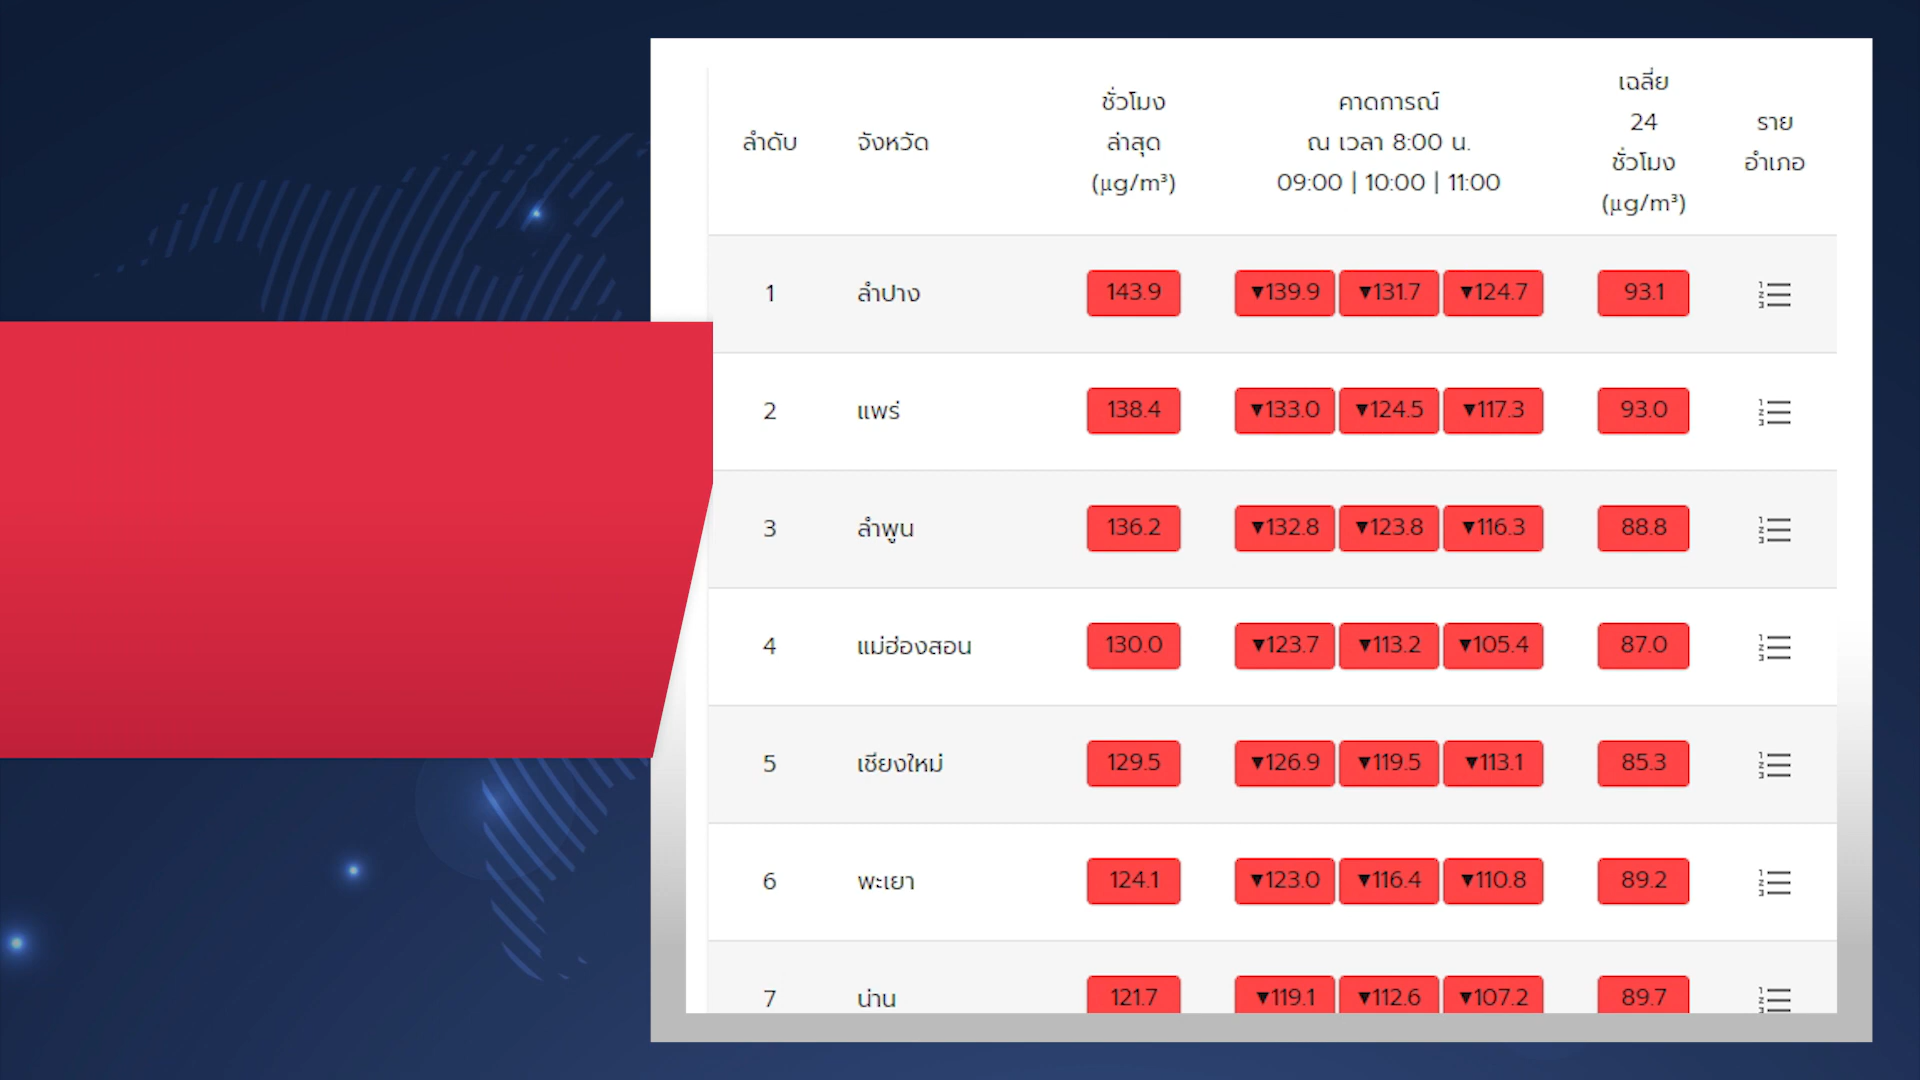 ลำดับ
จังหวัด
ชั่วโมง
ล่าสุด
(µg/m³)
คาดการณ์
ณ เวลา 8:00 น.
09:00 | 10:00 | 11:00
เฉลี่ย
24
ชั่วโมง
(µg/m³)
ราย
อำเภอ
1 ลำปาง 143.9 ▼139.9 ▼131.7 ▼124.7 93.1
2 แพร่ 138.4 ▼133.0 ▼124.5 ▼117.3 93.0
3 ลำพูน 136.2 ▼132.8 ▼123.8 ▼116.3 88.8
4 แม่ฮ่องสอน 130.0 ▼123.7 ▼113.2 ▼105.4 87.0
5 เชียงใหม่ 129.5 ▼126.9 ▼119.5 ▼113.1 85.3
6 พะเยา 124.1 ▼123.0 ▼116.4 ▼110.8 89.2
7 น่าน 121.7 ▼119.1 ▼112.6 ▼107.2 89.7